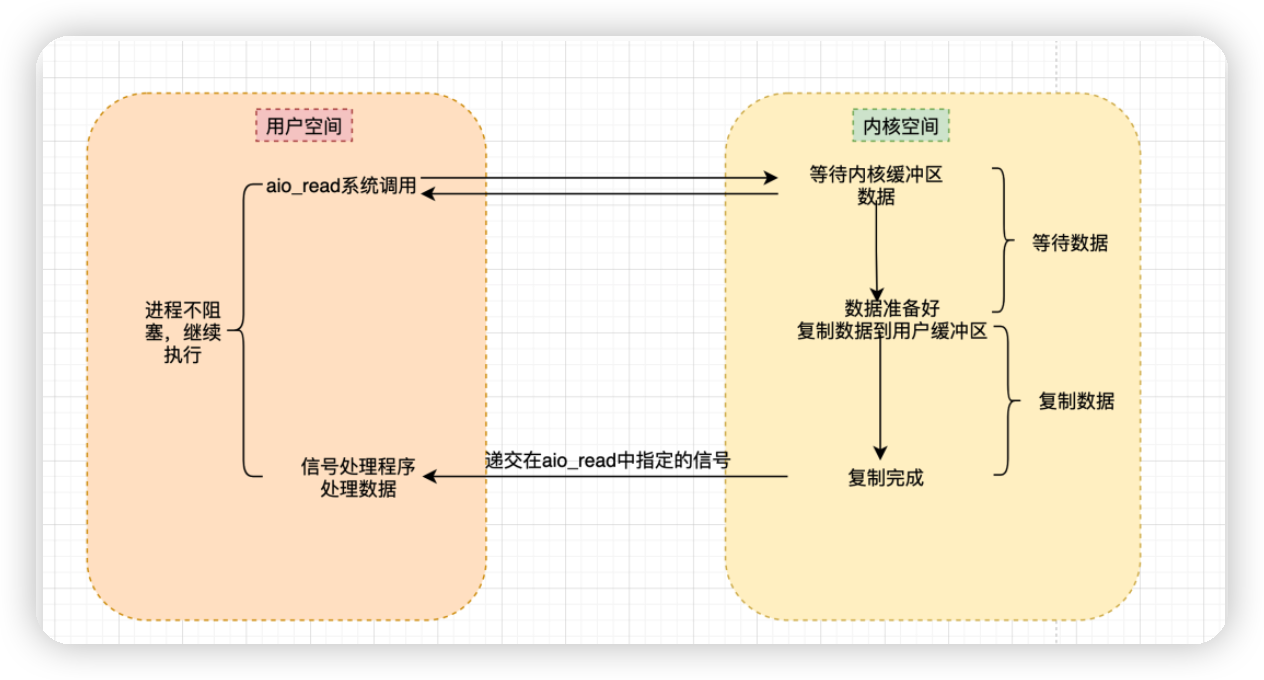 用户空间
内核空间
aio_read系统调用
等待内核缓冲区
数据
等待数据
进程不阻
塞，继续
执行
数据准备好
复制数据到用户缓冲区
复制数据
递交在aio_read中指定的信号
信号处理程序
处理数据
复制完成